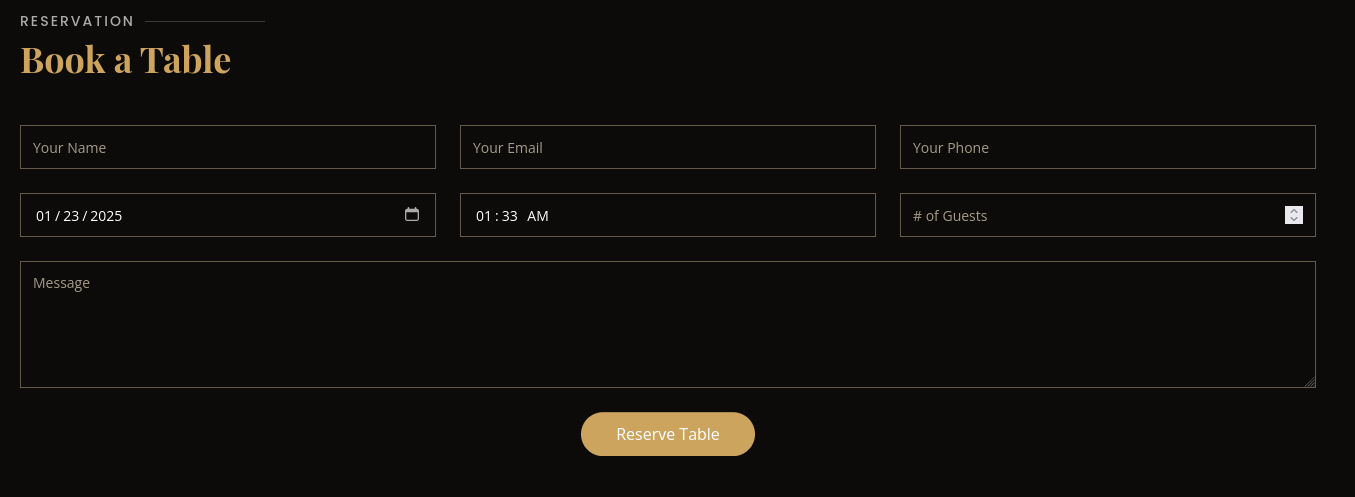 RESERVATION
Book a Table
Your Name
Your Email
Your Phone
01 / 23 / 2025
01 : 33 AM
# of Guests
Message
Reserve Table